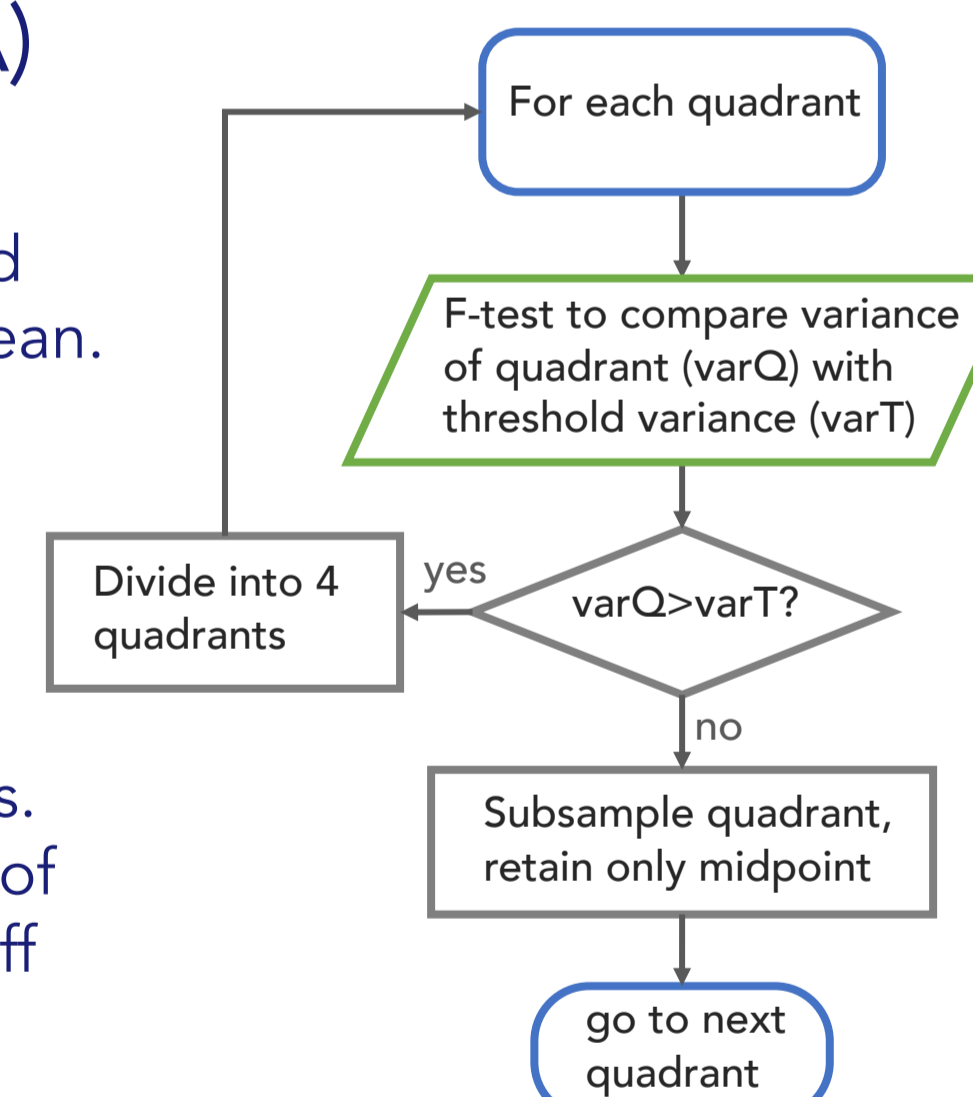 For each quadrant
F-test to compare variance
of quadrant (varQ) with
threshold variance (varT)
Divide into 4
quadrants
yes
varQ>varT?
no
Subsample quadrant,
retain only midpoint
go to next
quadrant
of